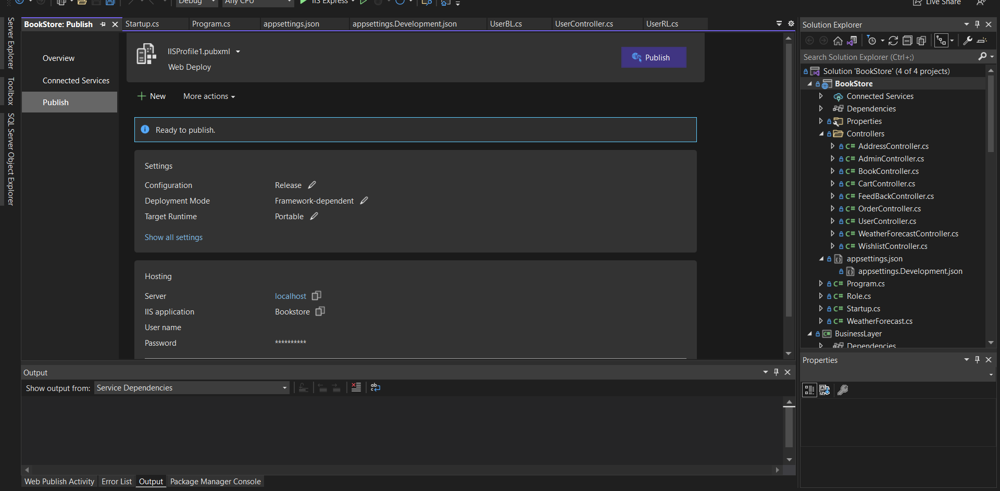 Debug
Any CPU
IIS Express
Live Share
Server Explorer
Toolbox
SQL Server Object Explorer
BookStore: Publish
Startup.cs
Program.cs
appsettings.json
appsettings.Development.json
UserBL.cs
UserController.cs
UserRL.cs
Overview
Connected Services
Publish
IISProfile1.pubxml
Web Deploy
Publish
New
More actions
Ready to publish.
Settings
Configuration Release
Deployment Mode Framework-dependent
Target Runtime Portable
Show all settings
Hosting
Server localhost
IIS application Bookstore
User name
Password **********
Output
Show output from: Service Dependencies
Web Publish Activity
Error List
Output
Package Manager Console
Solution Explorer
Search Solution Explorer (Ctrl+;)
Solution 'BookStore' (4 of 4 projects)
BookStore
Connected Services
Dependencies
Properties
Controllers
C# AddressController.cs
C# AdminController.cs
C# BookController.cs
C# CartController.cs
C# FeedBackController.cs
C# OrderController.cs
C# UserController.cs
C# WeatherForecastController.cs
C# WishlistController.cs
appsettings.json
appsettings.Development.json
C# Program.cs
C# Role.cs
C# Startup.cs
C# WeatherForecast.cs
C# BusinessLayer
Dependencies
Properties